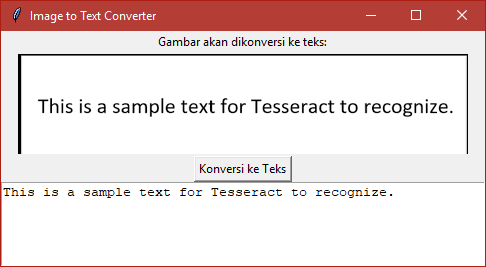 Image to Text Converter
Gambar akan dikonversi ke teks:
This is a sample text for Tesseract to recognize.
Konversi ke Teks
This is a sample text for Tesseract to recognize.